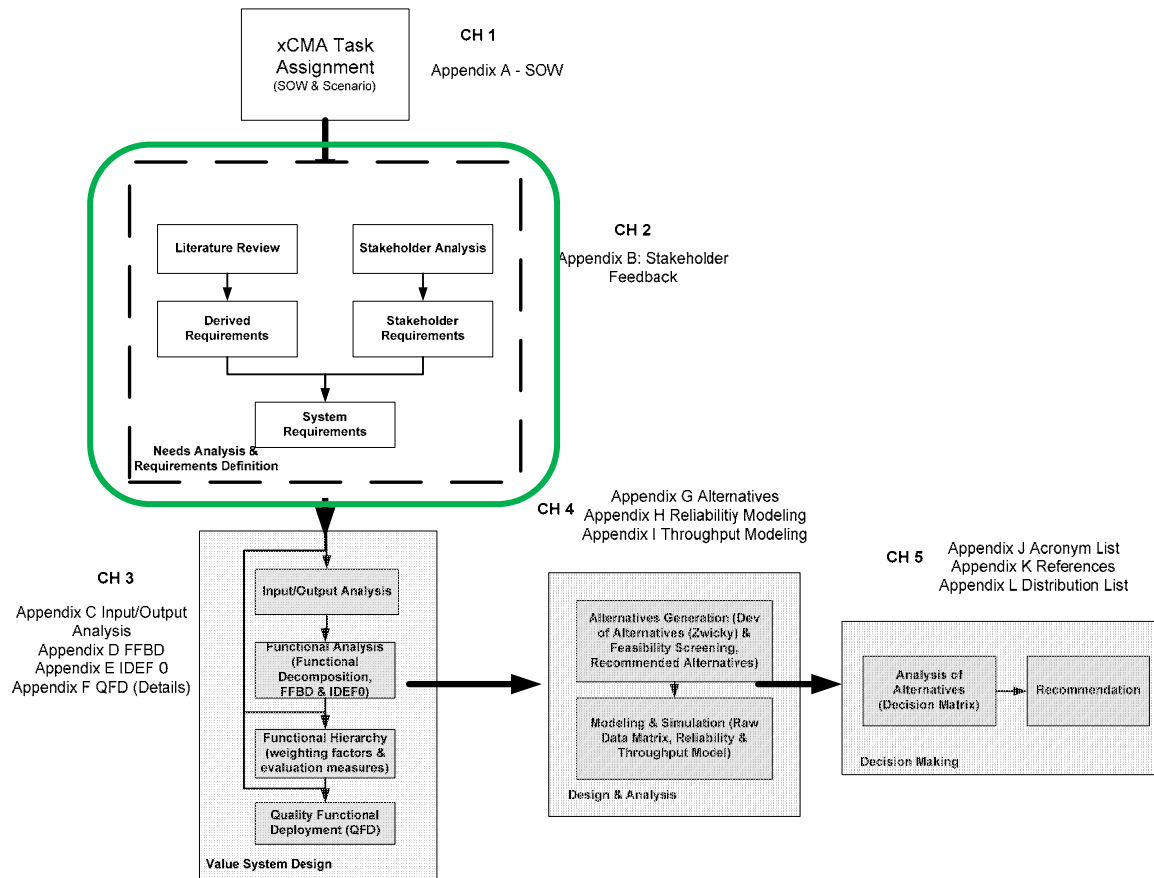 xCMA Task
Assignment
(SOW & Scenario)
CH 1
Appendix A - SOW
Literature Review
Stakeholder Analysis
Derived
Requirements
Stakeholder
Requirements
System
Requirements
Needs Analysis &
Requirements Definition
CH 2
Appendix B: Stakeholder
Feedback
CH 3
Appendix C Input/Output
Analysis
Appendix D FFBD
Appendix E IDEF 0
Appendix F QFD (Details)
Input/Output Analysis
Functional Analysis
(Functional
Decomposition,
FFBD & IDEF0)
Functional Hierarchy
(weighting factors &
evaluation measures)
Quality Functional
Deployment (QFD)
Value System Design
CH 4
Appendix G Alternatives
Appendix H Reliabilitiy Modeling
Appendix I Throughput Modeling
Alternatives Generation (Dev
of Alternatives (Zwicky) &
Feasibility Screening,
Recommended Alternatives)
Modeling & Simulation (Raw
Data Matrix, Reliability &
Throughput Model)
Design & Analysis
CH 5
Appendix J Acronym List
Appendix K References
Appendix L Distribution List
Analysis of
Alternatives
(Decision Matrix)
Recommendation
Decision Making